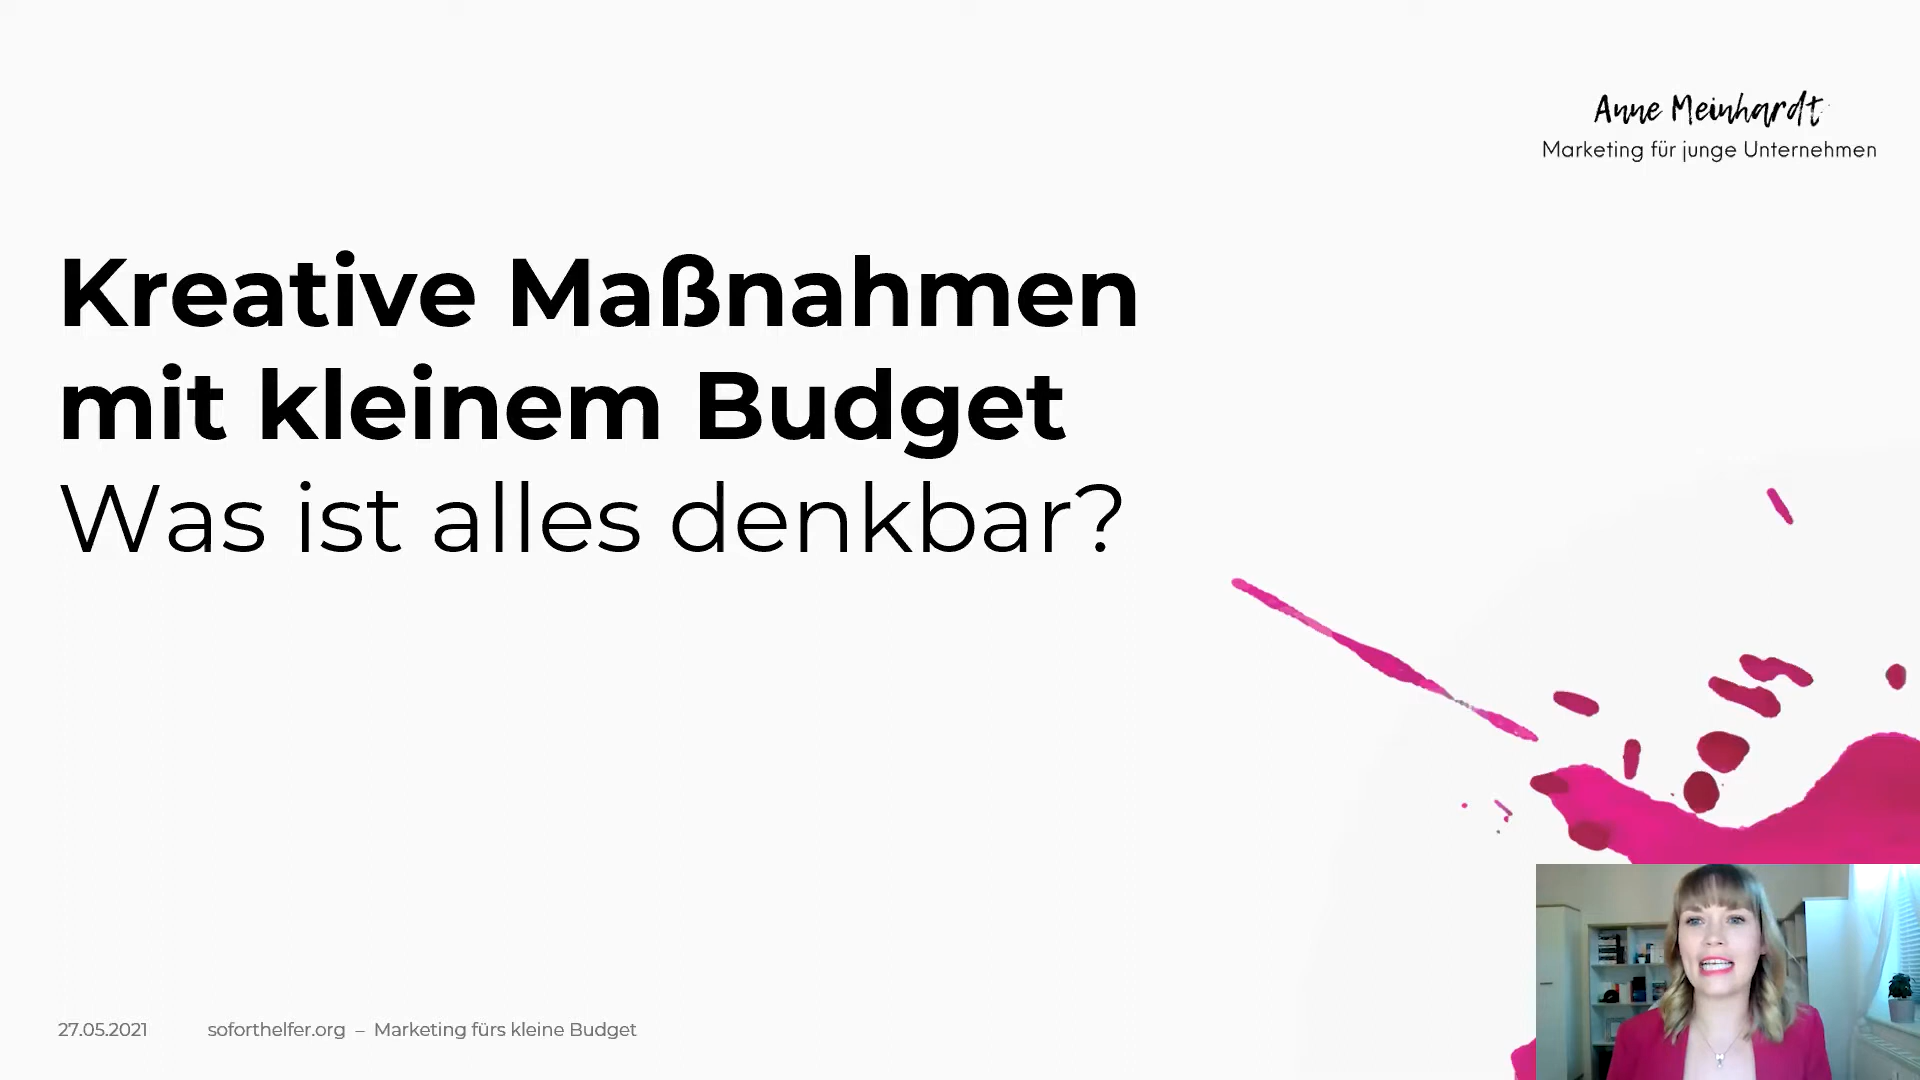 Anne Meinhardt
Marketing für junge Unternehmen
Kreative Maßnahmen
mit kleinem Budget
Was ist alles denkbar?
27.05.2021 soforthelfer.org – Marketing fürs kleine Budget